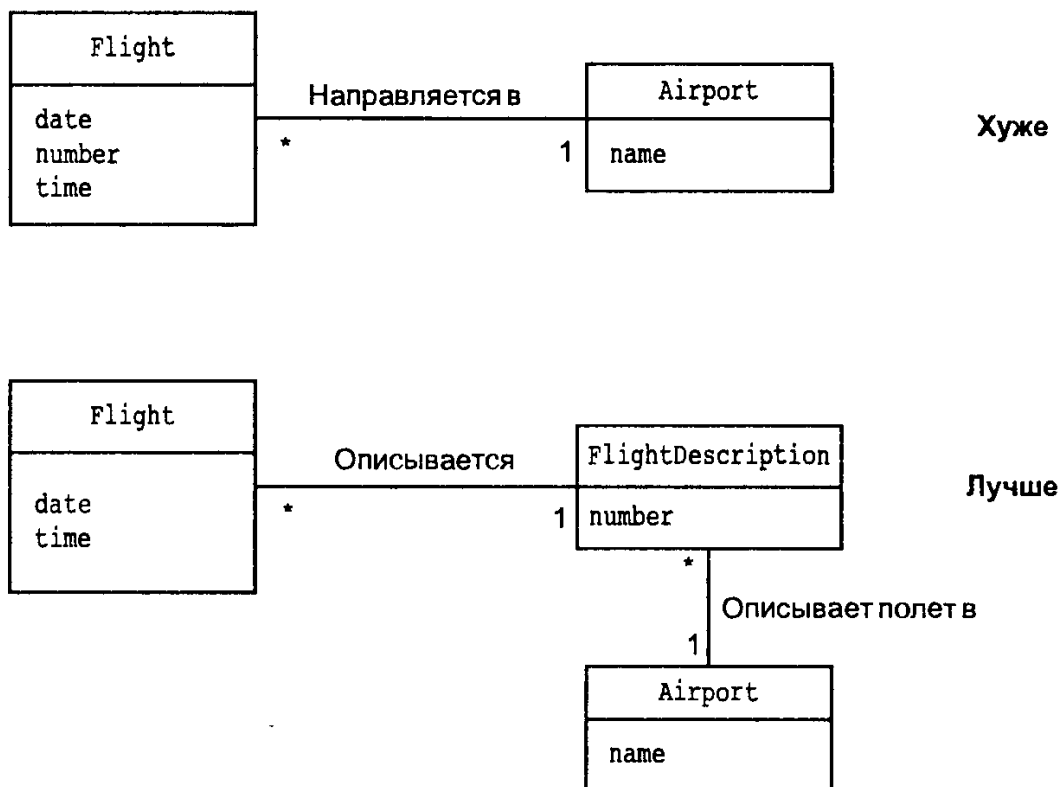 Flight
date
number
time
Направляется в
*
1
Airport
name
Хуже
Flight
date
time
Описывается
*
1
FlightDescription
number
Лучше
*
Описывает полет в
1
Airport
name